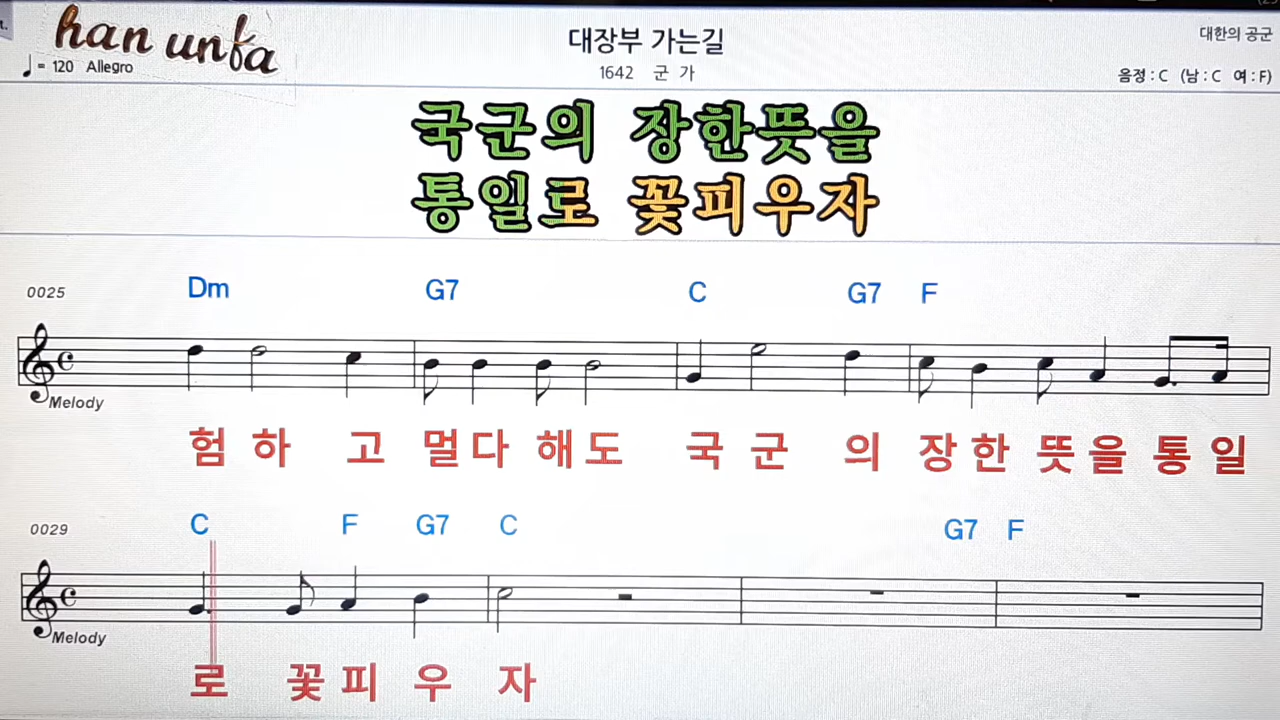 han unfa
대장부 가는길
대한의 공군
♩= 120 Allegro
1642 군 가
음정 : C (남 : C 여 : F)
국군의 장한뜻을
통일로 꽃피우자
0025
Dm G7 C G7 F
Melody
험 하 고 멀다 해도 국 군 의 장한 뜻을 통 일
0029
C F G7 C G7 F
Melody
로 꽃피 우 자